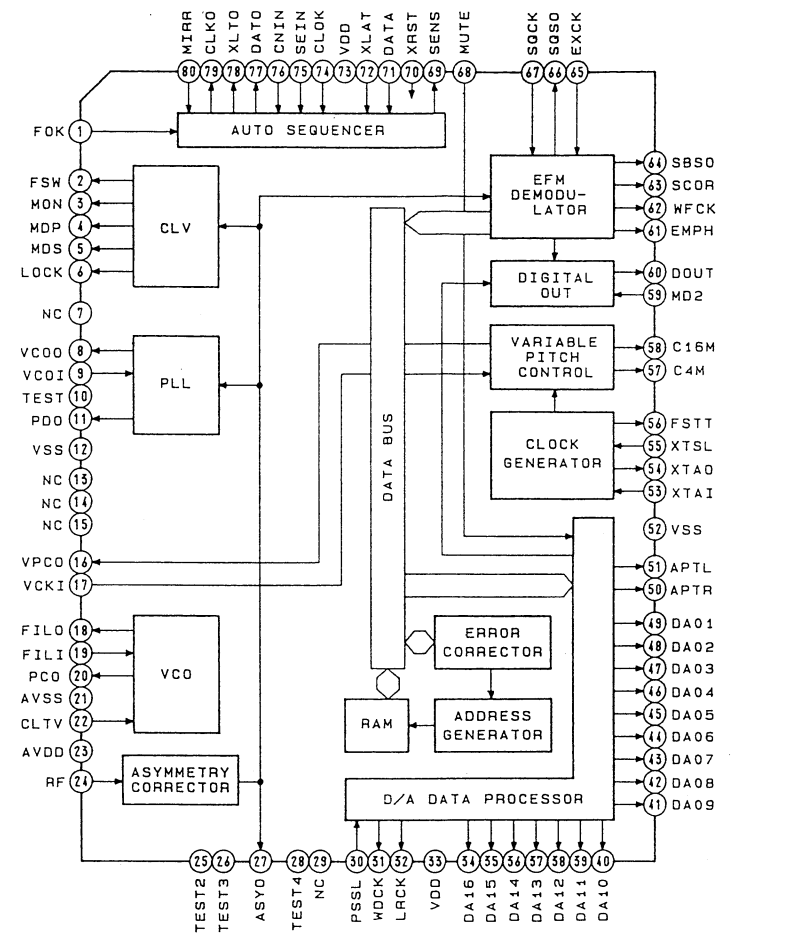 MIRR CLKO XLTO DATO CNIN SEIN CLOK VDD XLAT DATA XRST SENS MUTE SQCK SQSO EXCK
80 79 78 77 76 75 74 73 72 71 70 69 68 67 66 65
FOK 1
AUTO SEQUENCER
FSW 2
MON 3
MDP 4
MDS 5
LOCK 6
CLV
NC 7
VCOO 8
VCOI 9
TEST 10
PDO 11
PLL
VSS 12
NC 13
NC 14
NC 15
VPCO 16
VCKI 17
FILO 18
FILI 19
PCO 20
AVSS 21
CLTV 22
VCO
AVDD 23
RF 24
ASYMMETRY
CORRECTOR
DATA BUS
EFM
DEMODU-
LATOR
64 SBSO
63 SCOR
62 WFCK
61 EMPH
DIGITAL
OUT
60 DOUT
59 MD2
VARIABLE
PITCH
CONTROL
58 C16M
57 C4M
CLOCK
GENERATOR
56 FSTT
55 XTSL
54 XTAO
53 XTAI
52 VSS
51 APTL
50 APTR
ERROR
CORRECTOR
RAM
ADDRESS
GENERATOR
49 DA01
48 DA02
47 DA03
46 DA04
45 DA05
44 DA06
43 DA07
42 DA08
41 DA09
D/A DATA PROCESSOR
25 26 27 28 29 30 31 32 33 34 35 36 37 38 39 40
TEST2 TEST3 ASYO TEST4 NC PSSL WDCK LRCK VDD DA16 DA15 DA14 DA13 DA12 DA11 DA10